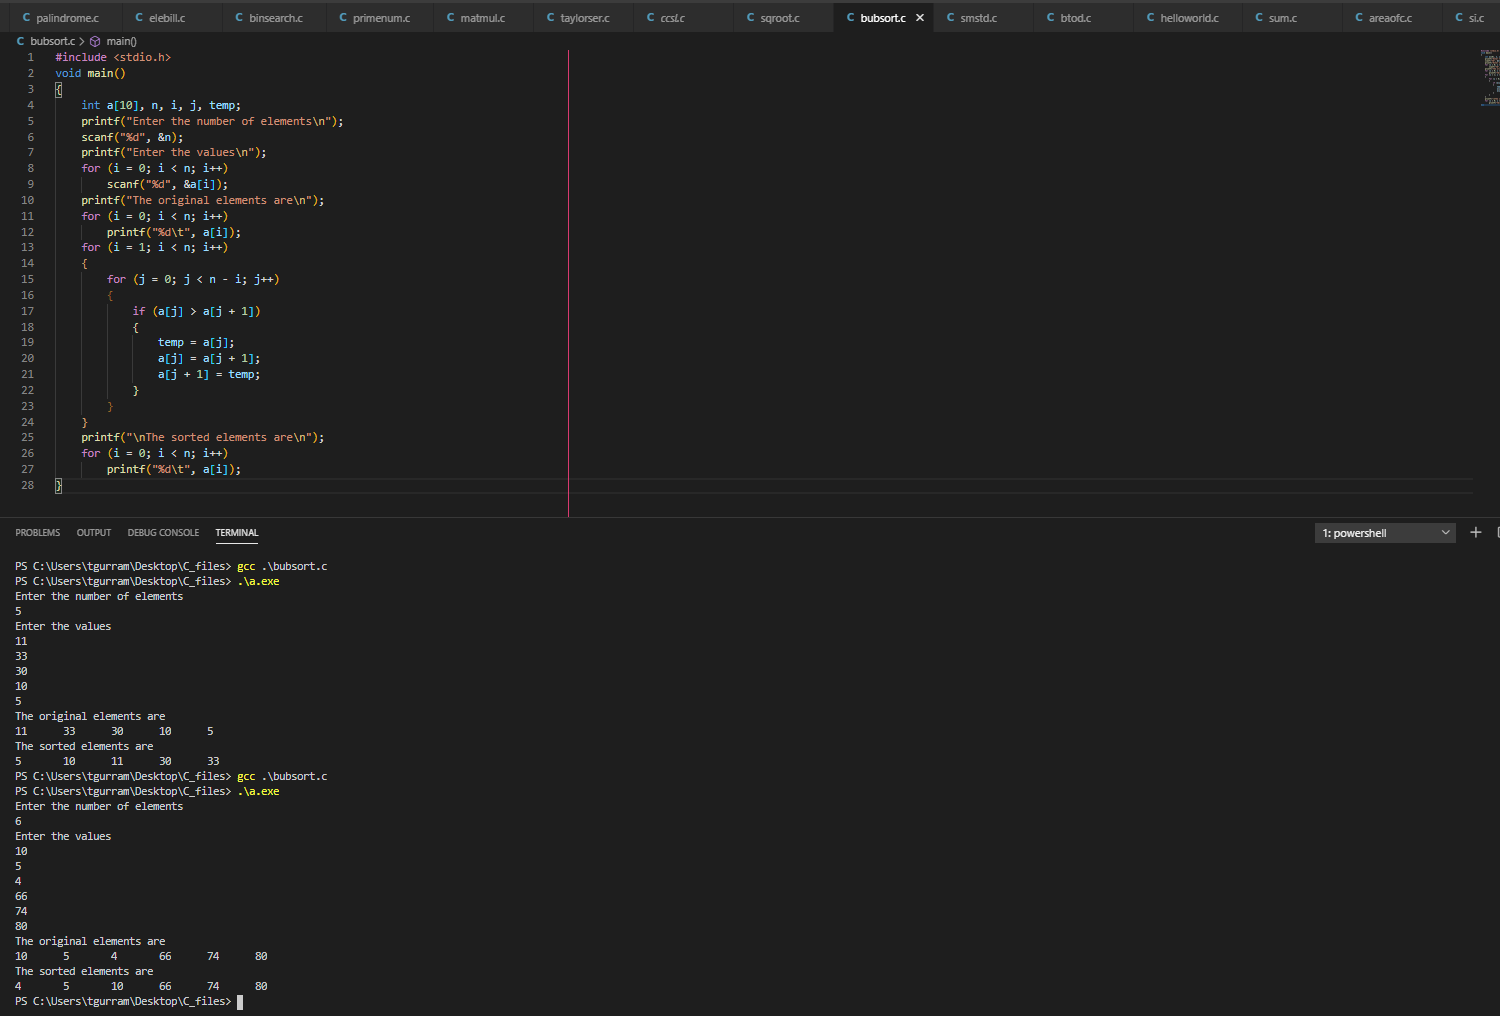 C palindrome.c C elebill.c C binsearch.c C primenum.c C matmul.c C taylorser.c C ccsl.c C sqroot.c C bubsort.c × C smstd.c C btod.c C helloworld.c C sum.c C areaofc.c C si.c
C bubsort.c > main()
1 #include <stdio.h>
2 void main()
3 {
4 int a[10], n, i, j, temp;
5 printf("Enter the number of elements\n");
6 scanf("%d", &n);
7 printf("Enter the values\n");
8 for (i = 0; i < n; i++)
9 scanf("%d", &a[i]);
10 printf("The original elements are\n");
11 for (i = 0; i < n; i++)
12 printf("%d\t", a[i]);
13 for (i = 1; i < n; i++)
14 {
15 for (j = 0; j < n - i; j++)
16 {
17 if (a[j] > a[j + 1])
18 {
19 temp = a[j];
20 a[j] = a[j + 1];
21 a[j + 1] = temp;
22 }
23 }
24 }
25 printf("\nThe sorted elements are\n");
26 for (i = 0; i < n; i++)
27 printf("%d\t", a[i]);
28 }
PROBLEMS OUTPUT DEBUG CONSOLE TERMINAL 1: powershell
PS C:\Users\tgurram\Desktop\C_files> gcc .\bubsort.c
PS C:\Users\tgurram\Desktop\C_files> .\a.exe
Enter the number of elements
5
Enter the values
11
33
30
10
5
The original elements are
11 33 30 10 5
The sorted elements are
5 10 11 30 33
PS C:\Users\tgurram\Desktop\C_files> gcc .\bubsort.c
PS C:\Users\tgurram\Desktop\C_files> .\a.exe
Enter the number of elements
6
Enter the values
10
5
4
66
74
80
The original elements are
10 5 4 66 74 80
The sorted elements are
4 5 10 66 74 80
PS C:\Users\tgurram\Desktop\C_files>